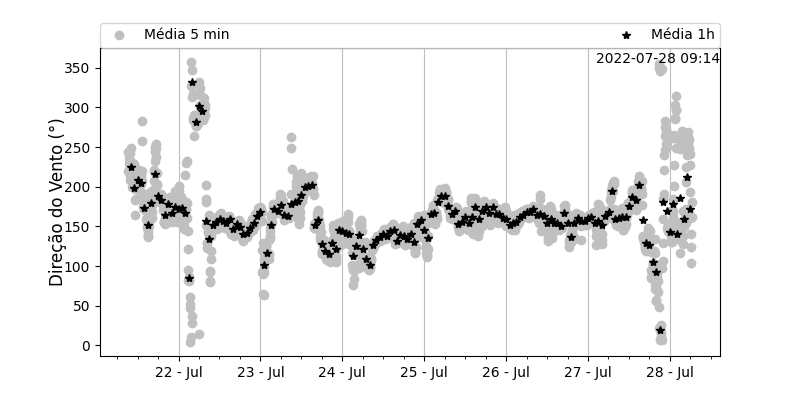 Média 5 min
Média 1h
2022-07-28 09:14
Direção do Vento (°)
350
300
250
200
150
100
50
0
22 - Jul
23 - Jul
24 - Jul
25 - Jul
26 - Jul
27 - Jul
28 - Jul